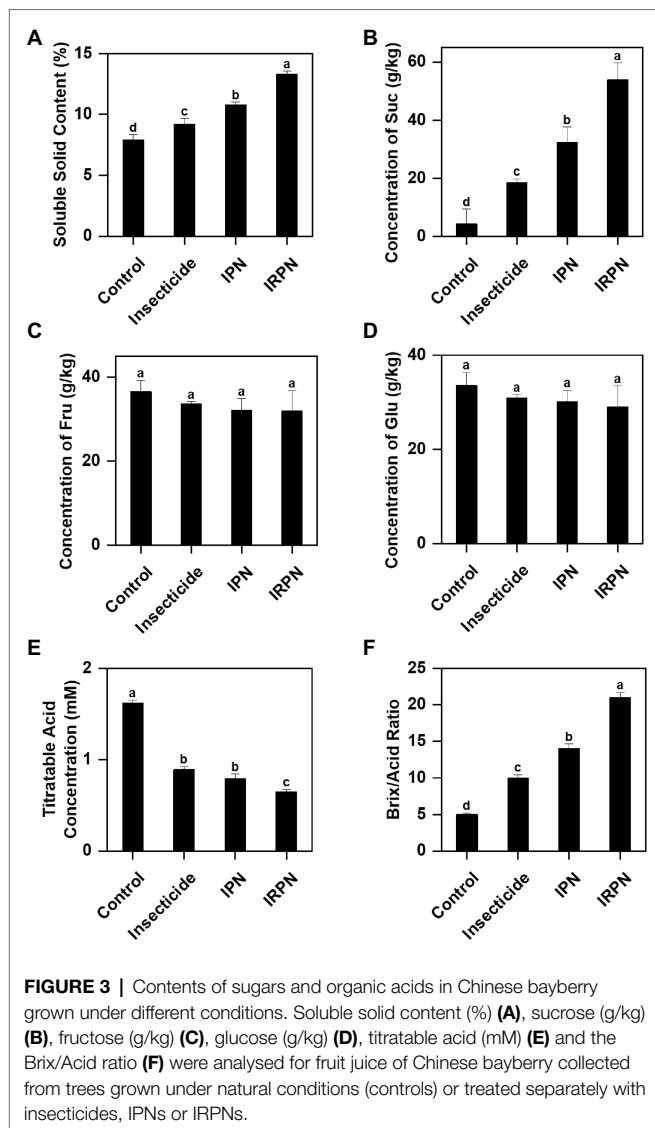 A
Soluble Solid Content (%)
15
10
5
0
d
c
b
a
Control
Insecticide
IPN
IRPN
B
Concentration of Suc (g/kg)
60
40
20
0
d
c
b
a
Control
Insecticide
IPN
IRPN
C
Concentration of Fru (g/kg)
40
20
0
a
a
a
a
Control
Insecticide
IPN
IRPN
D
Concentration of Glu (g/kg)
40
20
0
a
a
a
a
Control
Insecticide
IPN
IRPN
E
Titratable Acid
Concentration (mM)
2
1
0
a
b
b
c
Control
Insecticide
IPN
IRPN
F
Brix/Acid Ratio
25
20
15
10
5
0
d
c
b
a
Control
Insecticide
IPN
IRPN
FIGURE 3 | Contents of sugars and organic acids in Chinese bayberry
grown under different conditions. Soluble solid content (%) (A), sucrose (g/kg)
(B), fructose (g/kg) (C), glucose (g/kg) (D), titratable acid (mM) (E) and the
Brix/Acid ratio (F) were analysed for fruit juice of Chinese bayberry collected
from trees grown under natural conditions (controls) or treated separately with
insecticides, IPNs or IRPNs.